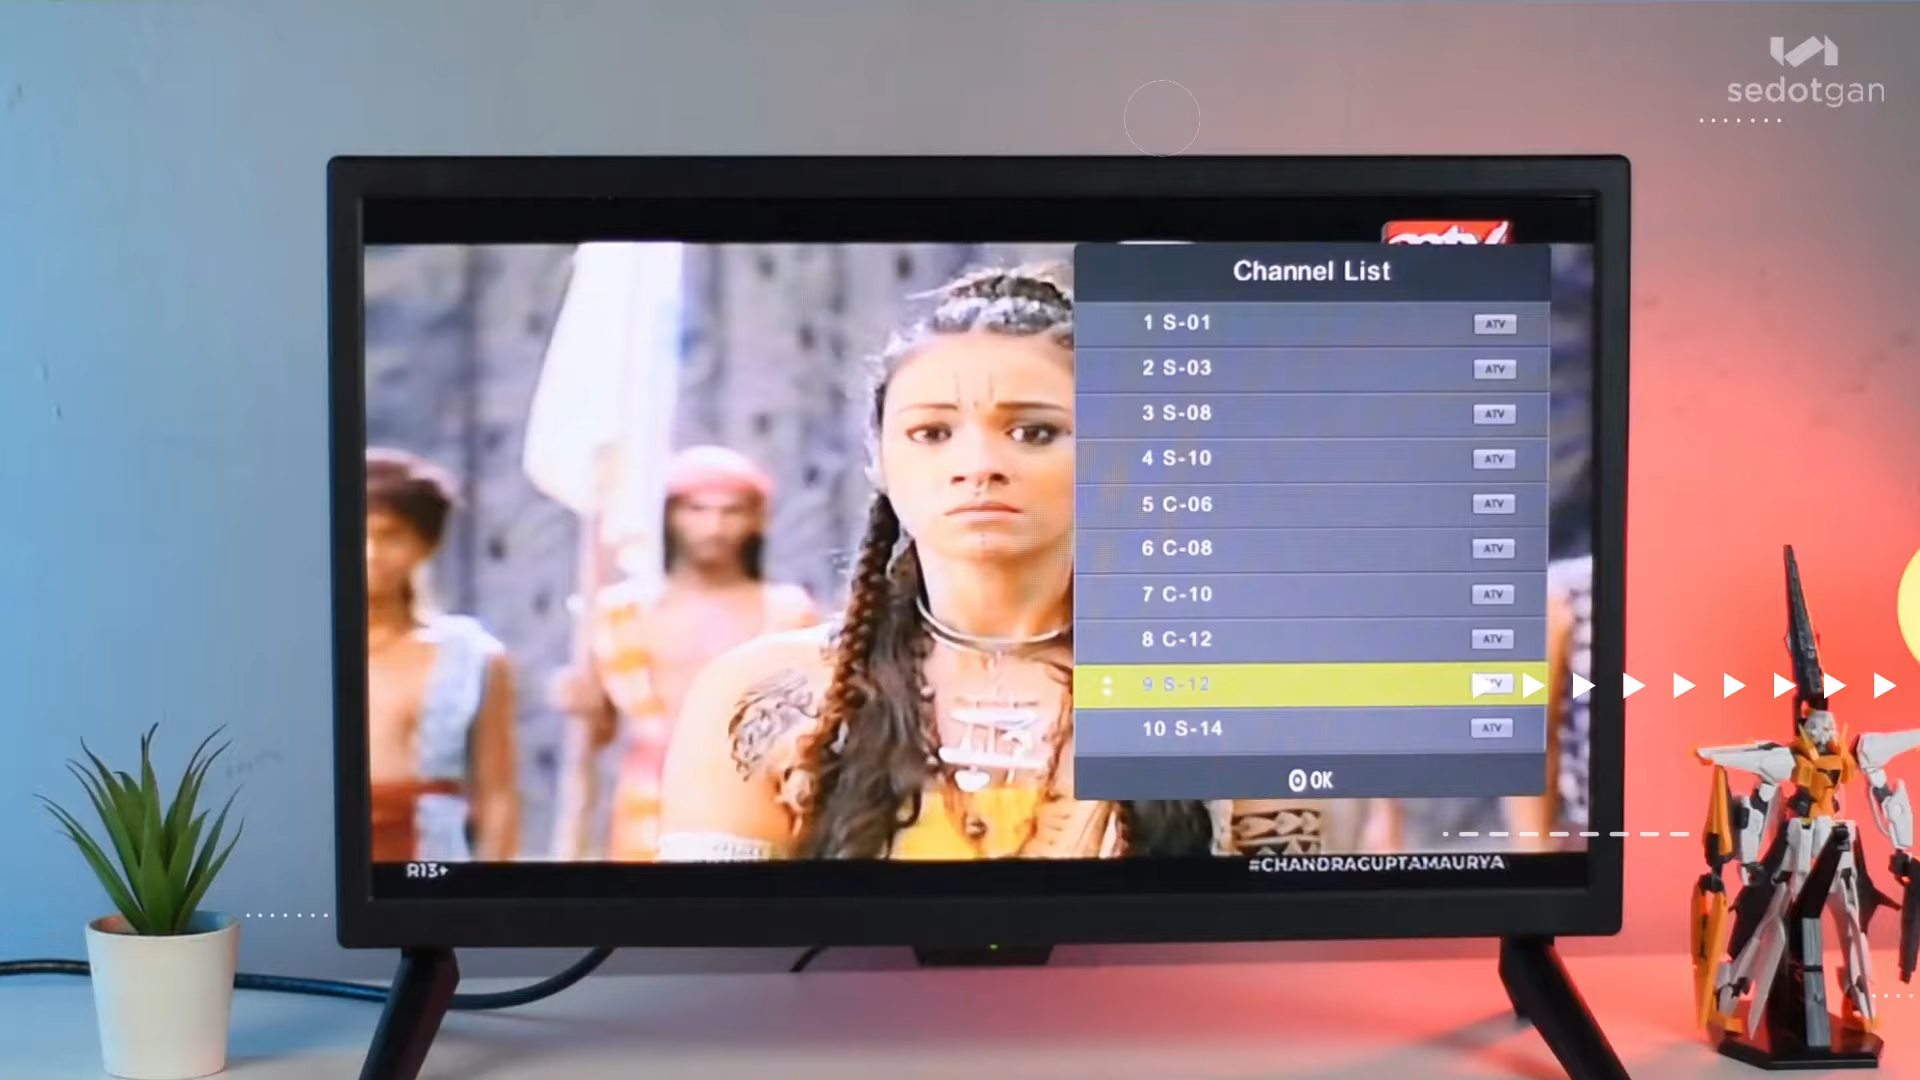 sedotgan
Channel List
1 S-01 ATV
2 S-03 ATV
3 S-08 ATV
4 S-10 ATV
5 C-06 ATV
6 C-08 ATV
7 C-10 ATV
8 C-12 ATV
9 S-12
10 S-14 ATV
OK
R13+
#CHANDRAGUPTAMAURYA